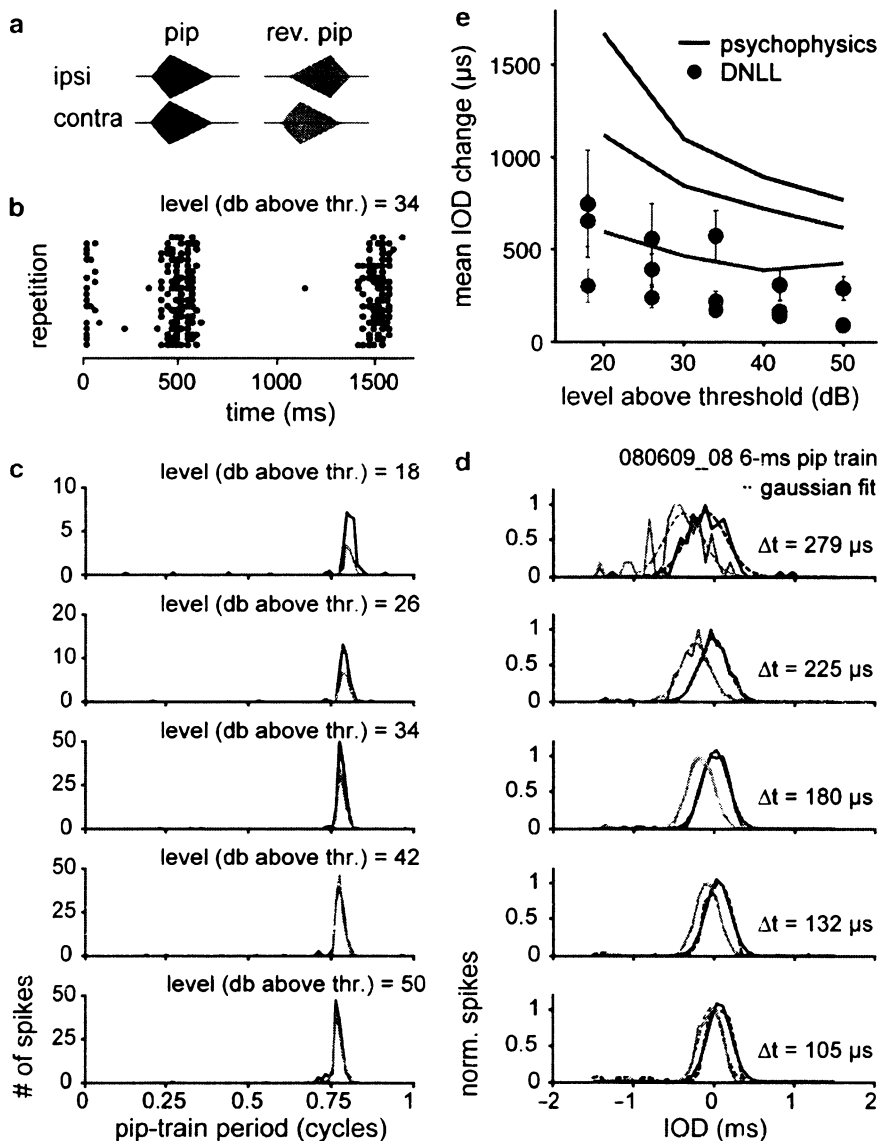 a
pip rev. pip
ipsi
contra
b
level (db above thr.) = 34
repetition
0 500 1000 1500
time (ms)
e
psychophysics
DNLL
mean IOD change (µs)
1500
1000
500
0
20 30 40 50
level above threshold (dB)
c
level (db above thr.) = 18
10
5
0
level (db above thr.) = 26
20
10
0
level (db above thr.) = 34
50
25
0
level (db above thr.) = 42
50
25
0
level (db above thr.) = 50
50
25
0
# of spikes
0 0.25 0.5 0.75 1
pip-train period (cycles)
d
080609_08 6-ms pip train
gaussian fit
1
0.5
0
Δt = 279 µs
1
0.5
0
Δt = 225 µs
1
0.5
0
Δt = 180 µs
1
0.5
0
Δt = 132 µs
1
0.5
0
Δt = 105 µs
norm. spikes
−2 −1 0 1 2
IOD (ms)